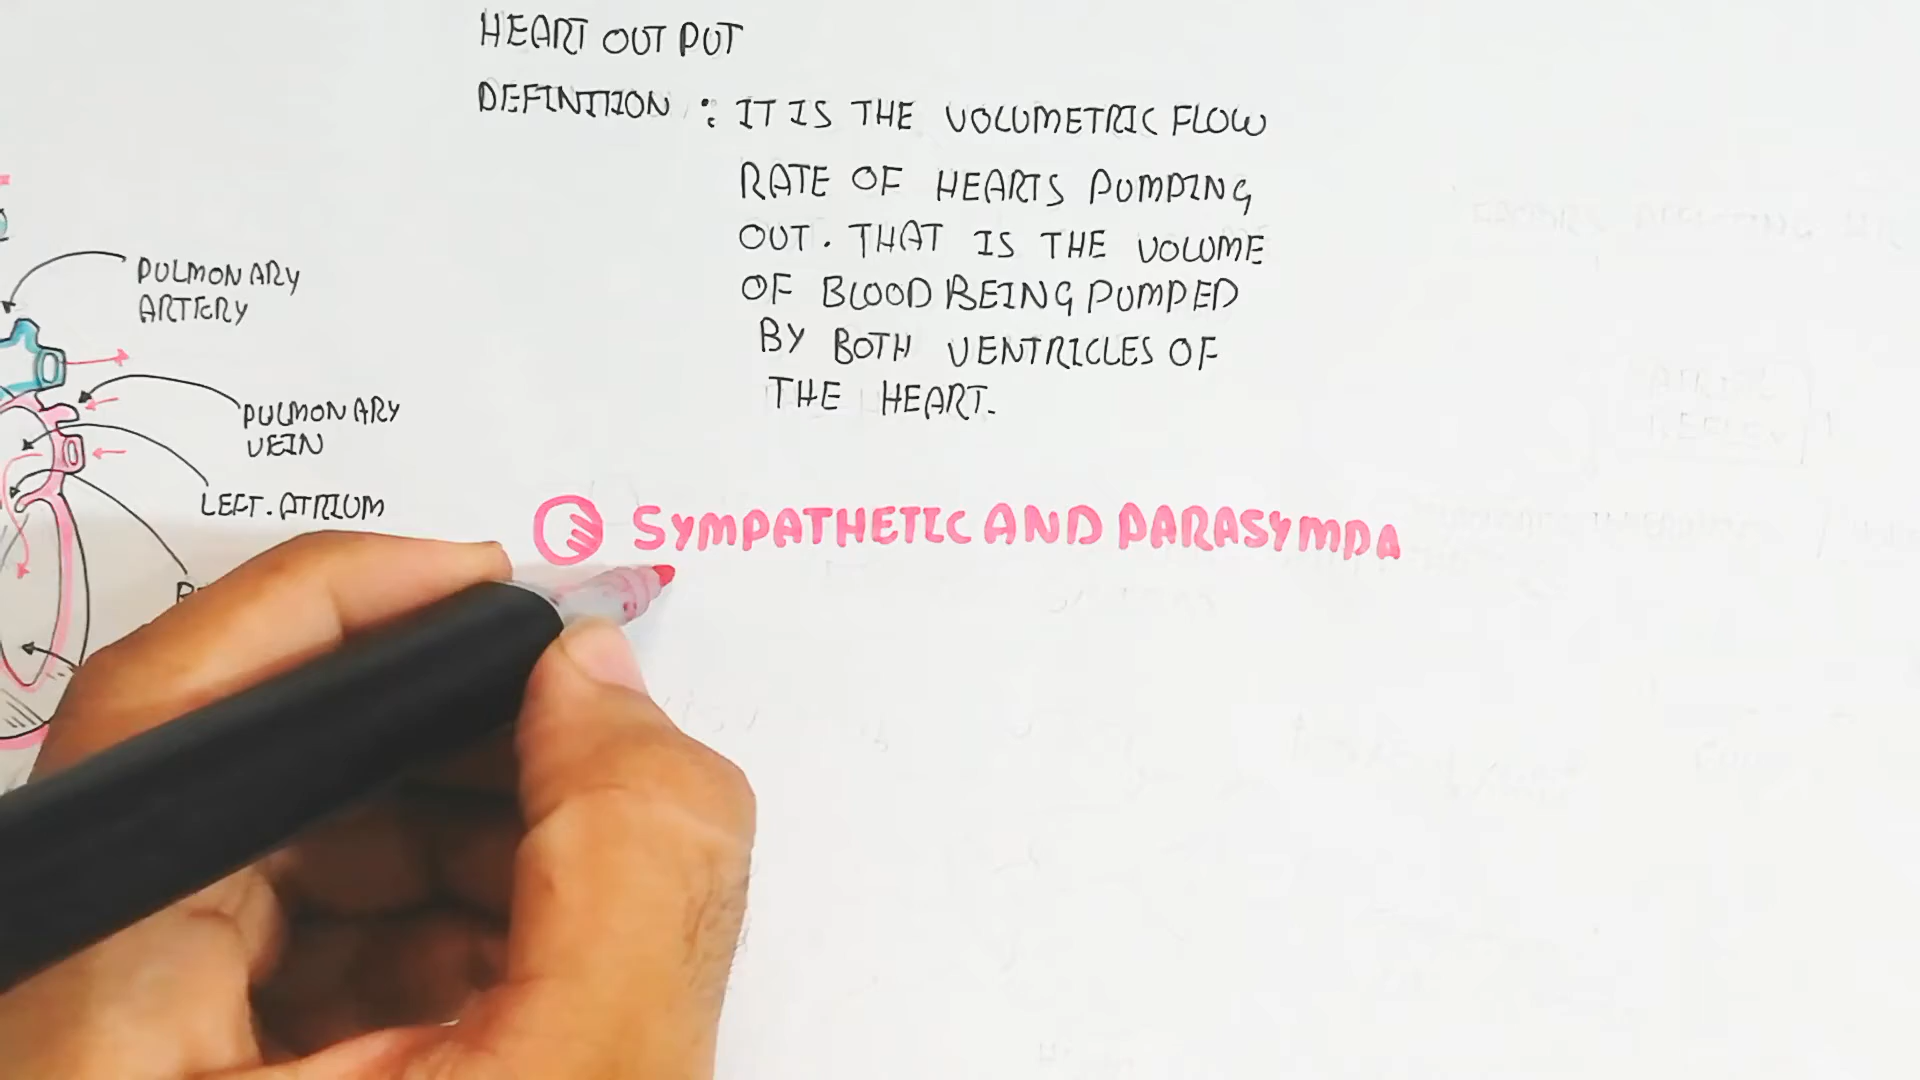 HEART OUT PUT
DEFINITION : IT IS THE VOLUMETRIC FLOW
RATE OF HEARTS PUMPING
OUT. THAT IS THE VOLUME
OF BLOOD BEING PUMPED
BY BOTH VENTRICLES OF
THE HEART.
PULMONARY
ARTERY
PULMONARY
VEIN
LEFT. ATRIUM
SYMPATHETIC AND PARASYMPA